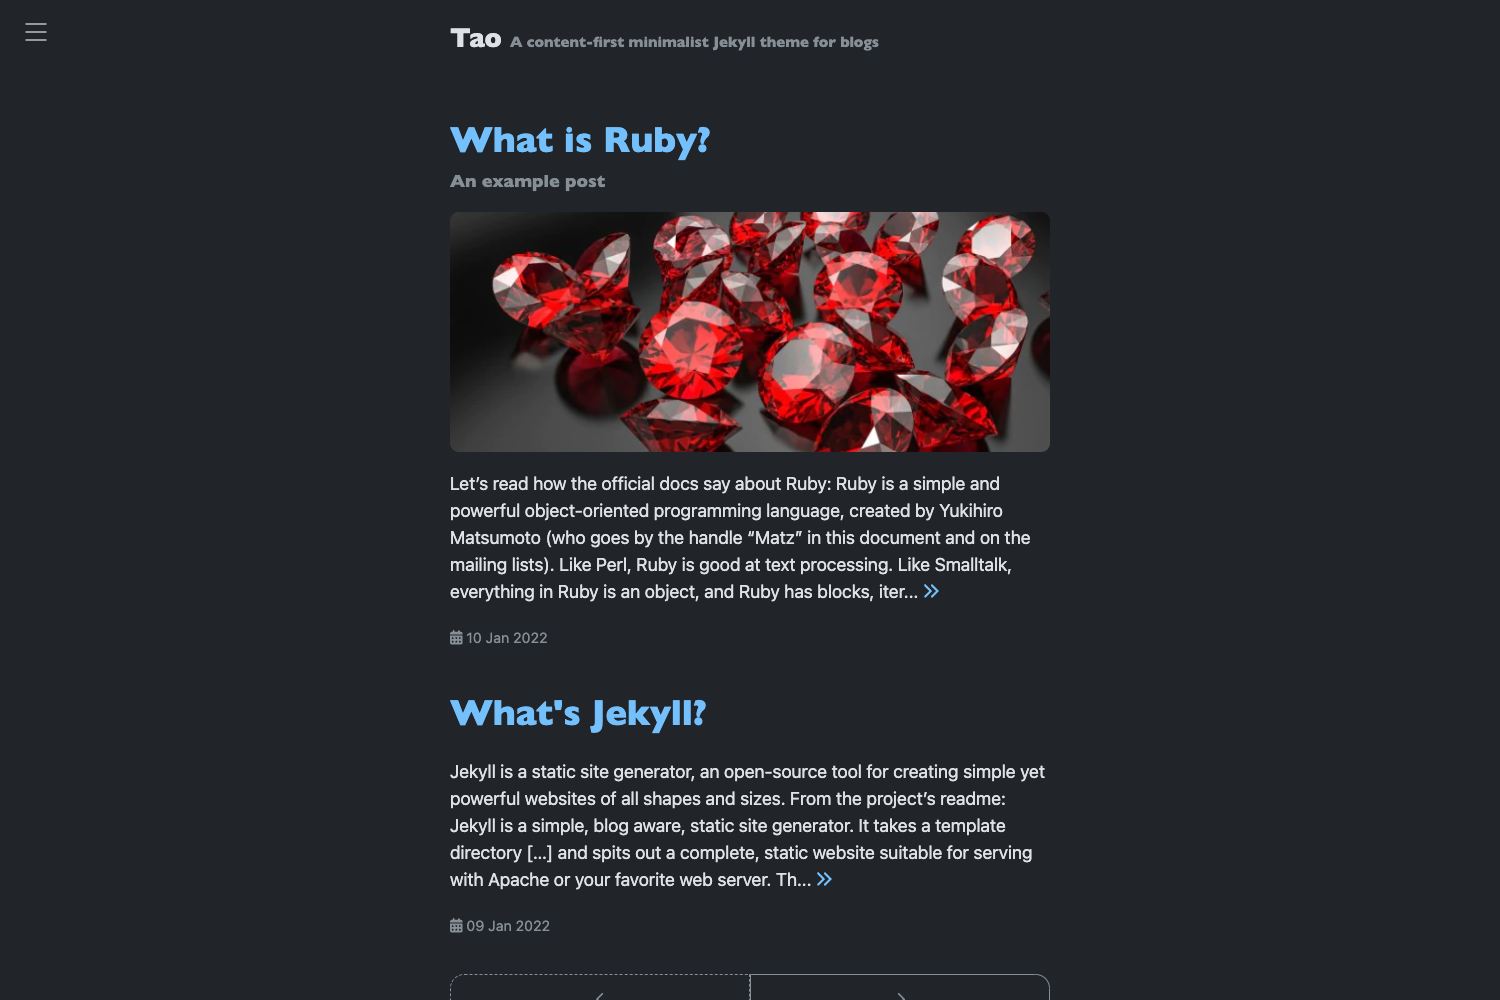 Tao A content-first minimalist Jekyll theme for blogs
What is Ruby?
An example post
Let’s read how the official docs say about Ruby: Ruby is a simple and
powerful object-oriented programming language, created by Yukihiro
Matsumoto (who goes by the handle “Matz” in this document and on the
mailing lists). Like Perl, Ruby is good at text processing. Like Smalltalk,
everything in Ruby is an object, and Ruby has blocks, iter... »
10 Jan 2022
What's Jekyll?
Jekyll is a static site generator, an open-source tool for creating simple yet
powerful websites of all shapes and sizes. From the project’s readme:
Jekyll is a simple, blog aware, static site generator. It takes a template
directory […] and spits out a complete, static website suitable for serving
with Apache or your favorite web server. Th... »
09 Jan 2022